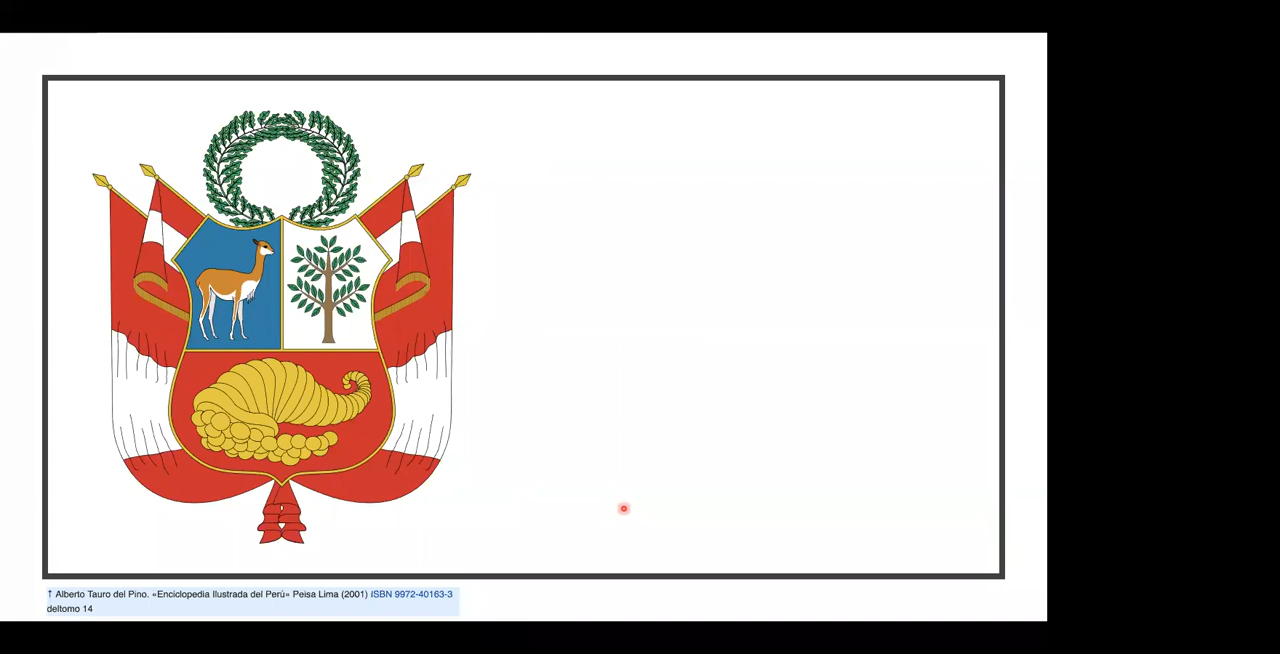 ↑ Alberto Tauro del Pino. «Enciclopedia Ilustrada del Perú» Peisa Lima (2001) ISBN 9972-40163-3
deltomo 14